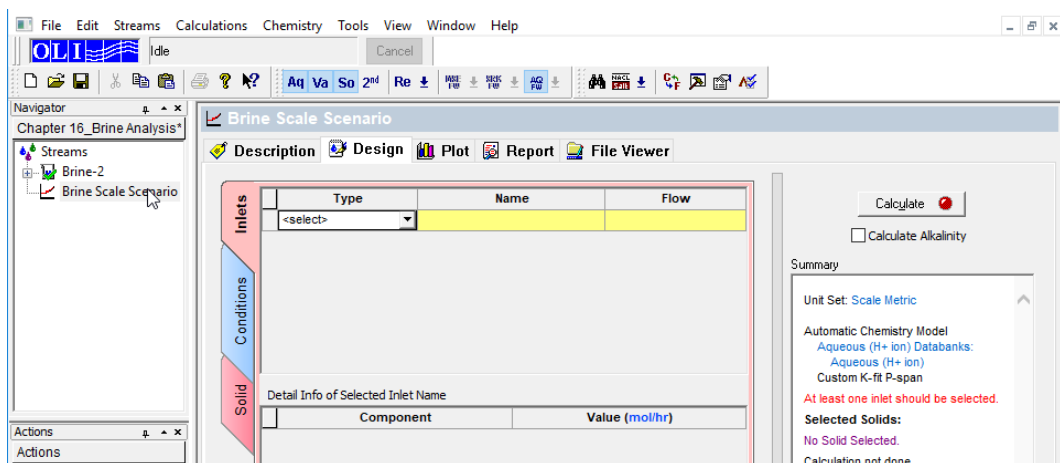 File Edit Streams Calculations Chemistry Tools View Window Help
OLI Idle Cancel
Aq Va So 2nd Re
Navigator
Chapter 16_Brine Analysis*
Streams
Brine-2
Brine Scale Scenario
Actions
Actions
Brine Scale Scenario
Description Design Plot Report File Viewer
Inlets
Conditions
Solid
Type Name Flow
<select>
Detail Info of Selected Inlet Name
Component Value (mol/hr)
Calculate
Calculate Alkalinity
Summary
Unit Set: Scale Metric
Automatic Chemistry Model
Aqueous (H+ ion) Databanks:
Aqueous (H+ ion)
Custom K-fit P-span
At least one inlet should be selected.
Selected Solids:
No Solid Selected.
Calculation not done